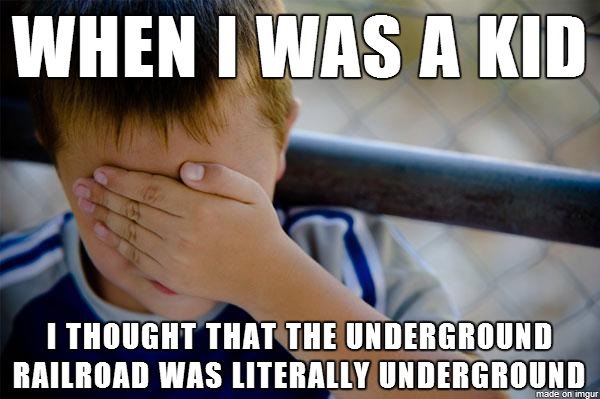 WHEN I WAS A KID
I THOUGHT THAT THE UNDERGROUND
RAILROAD WAS LITERALLY UNDERGROUND
made on imgur